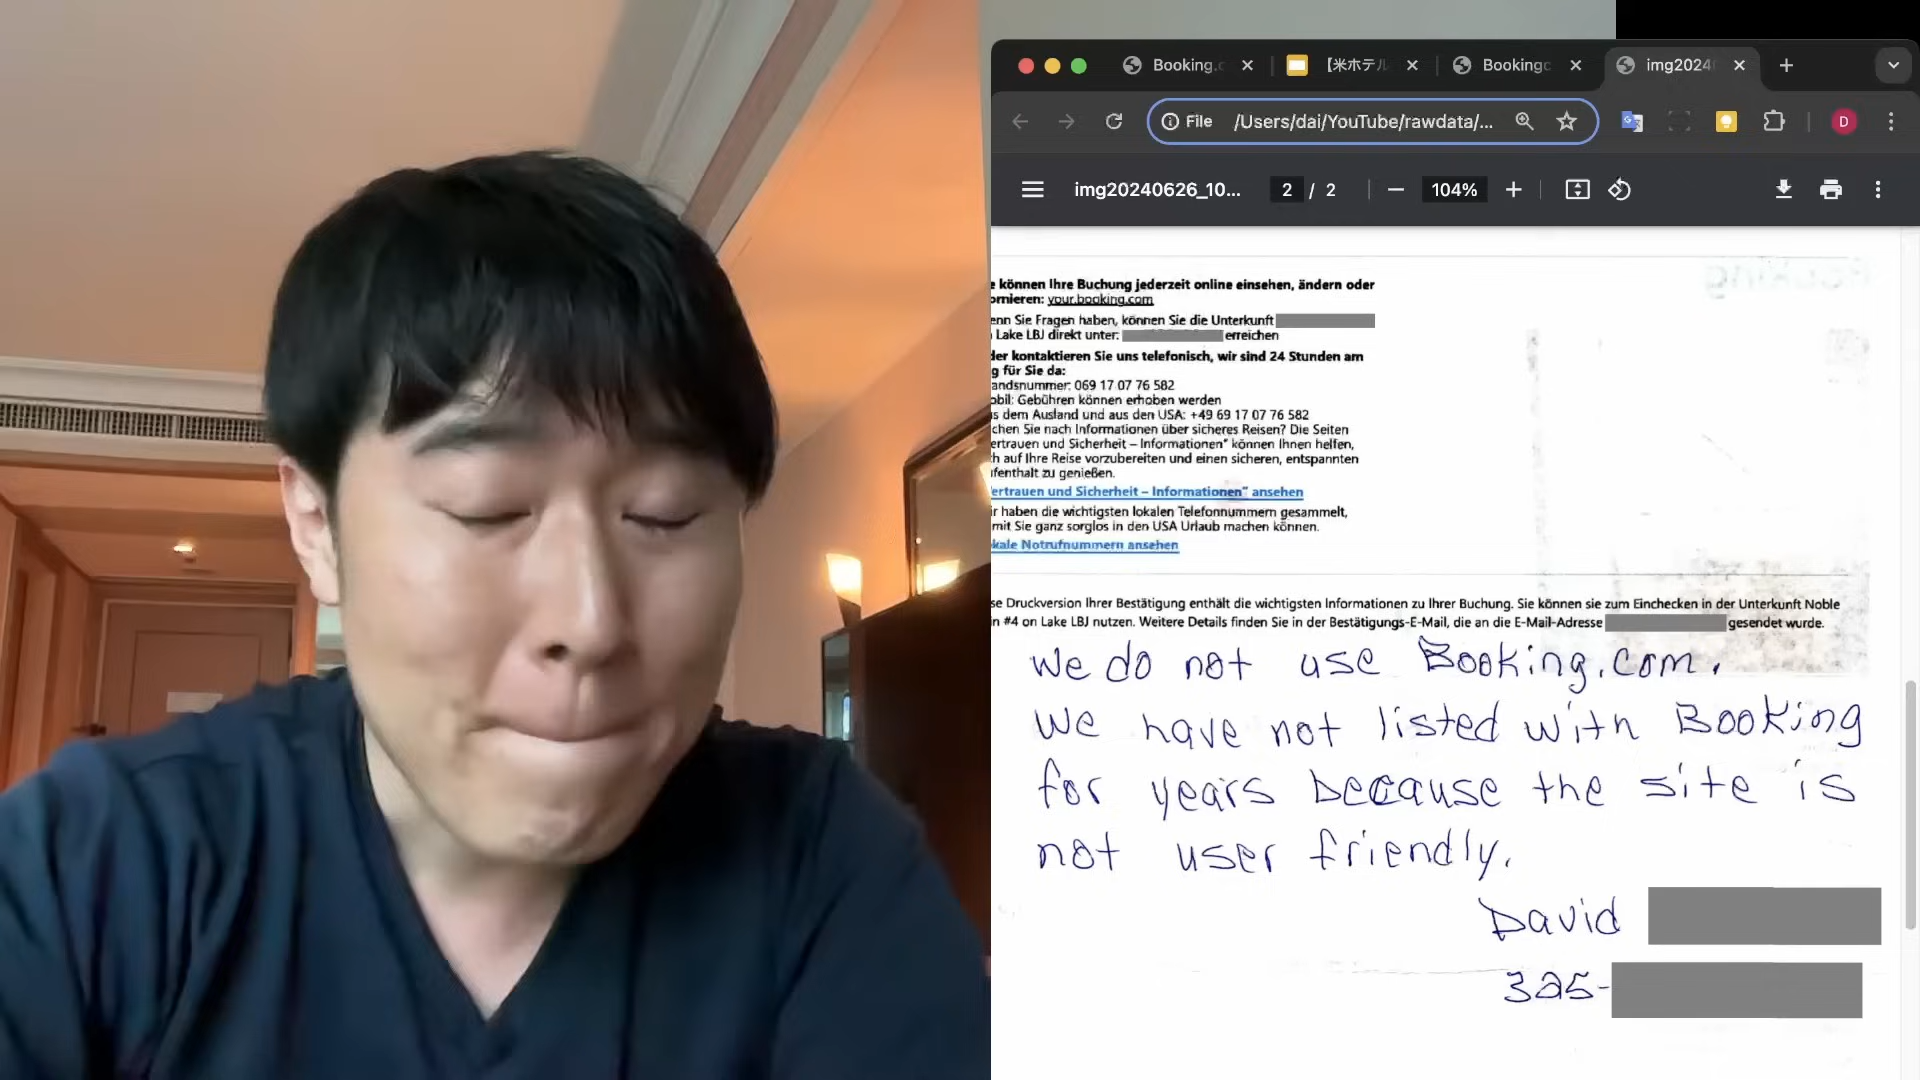 Booking.c
【米ホテル
Bookingc
img2024
File /Users/dai/YouTube/rawdata/...
D
img20240626_10... 2 / 2 104%
e können Ihre Buchung jederzeit online einsehen, ändern oder
ornieren: your.booking.com
enn Sie Fragen haben, können Sie die Unterkunft
Lake LBJ direkt unter: erreichen
der kontaktieren Sie uns telefonisch, wir sind 24 Stunden am
g für Sie da:
andsnummer: 069 17 07 76 582
obil: Gebühren können erhoben werden
s dem Ausland und aus den USA: +49 69 17 07 76 582
chen Sie nach Informationen über sicheres Reisen? Die Seiten
ertrauen und Sicherheit – Informationen" können Ihnen helfen,
h auf Ihre Reise vorzubereiten und einen sicheren, entspannten
fenthalt zu genießen.
ertrauen und Sicherheit – Informationen" ansehen
ir haben die wichtigsten lokalen Telefonnummern gesammelt,
mit Sie ganz sorglos in den USA Urlaub machen können.
kale Notrufnummern ansehen
se Druckversion Ihrer Bestätigung enthält die wichtigsten Informationen zu Ihrer Buchung. Sie können sie zum Einchecken in der Unterkunft Noble
n #4 on Lake LBJ nutzen. Weitere Details finden Sie in der Bestätigungs-E-Mail, die an die E-Mail-Adresse gesendet wurde.
We do not use Booking.com.
We have not listed with Booking
for years because the site is
not user friendly.
David
325-